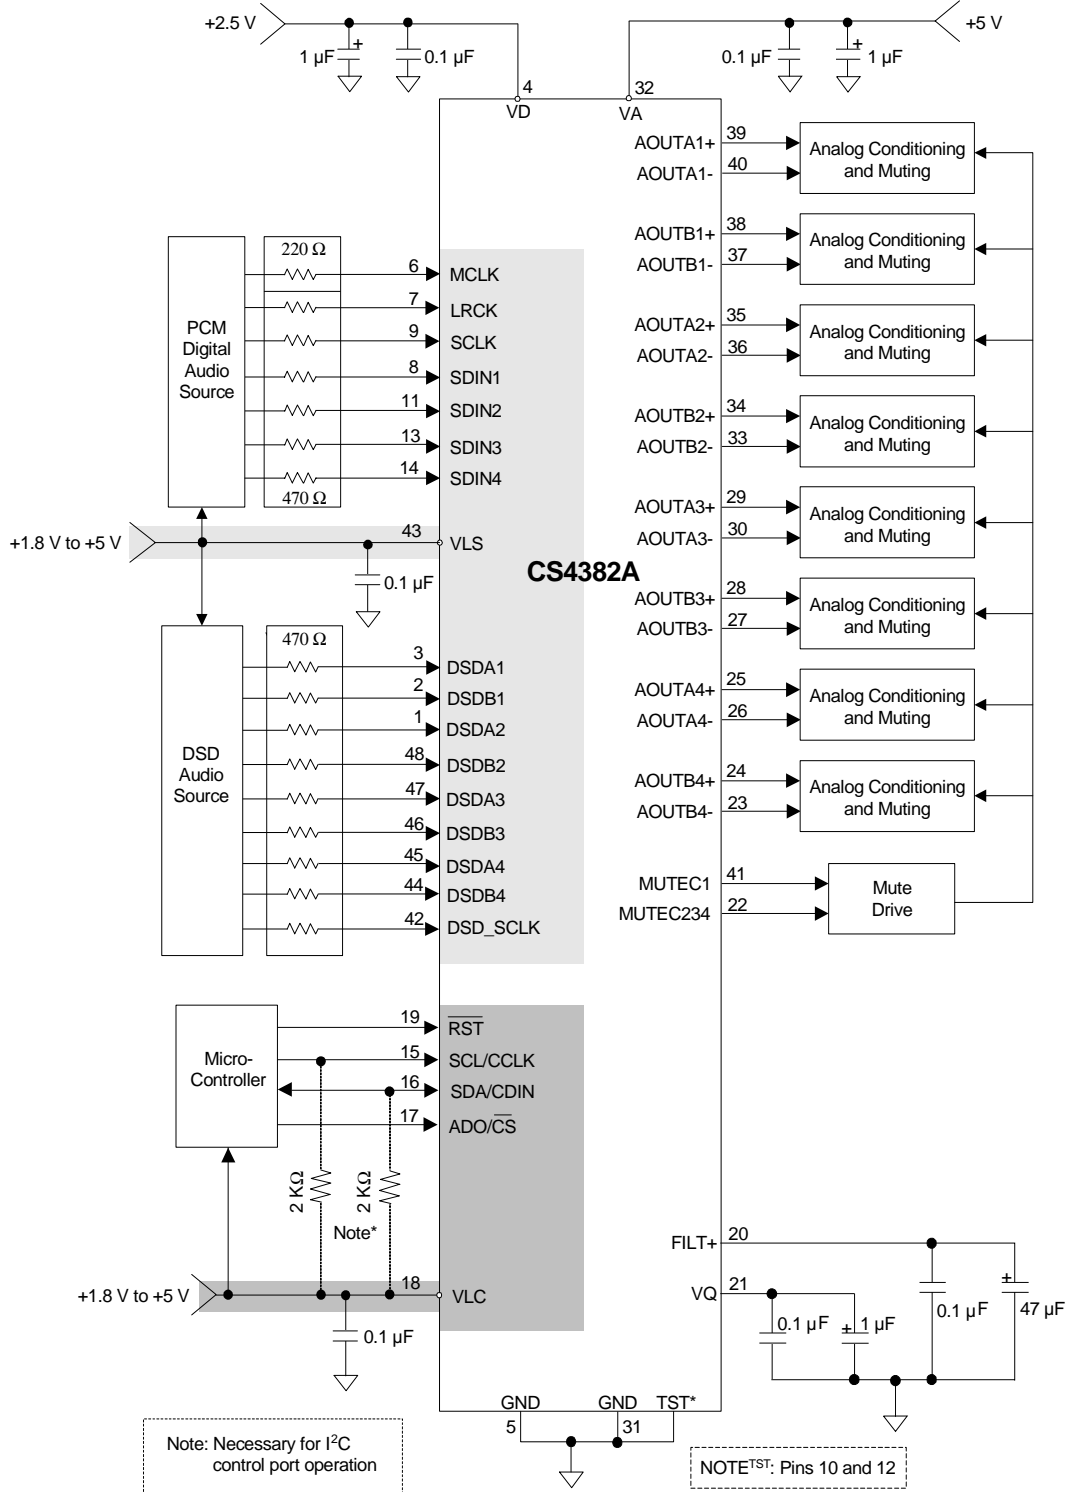 +2.5 V
+5 V
1 µF
+
0.1 µF
0.1 µF
+
1 µF
4
32
VD
VA
AOUTA1+
39
AOUTA1-
40
Analog Conditioning
and Muting
AOUTB1+
38
AOUTB1-
37
Analog Conditioning
and Muting
AOUTA2+
35
AOUTA2-
36
Analog Conditioning
and Muting
AOUTB2+
34
AOUTB2-
33
Analog Conditioning
and Muting
AOUTA3+
29
AOUTA3-
30
Analog Conditioning
and Muting
AOUTB3+
28
AOUTB3-
27
Analog Conditioning
and Muting
AOUTA4+
25
AOUTA4-
26
Analog Conditioning
and Muting
AOUTB4+
24
AOUTB4-
23
Analog Conditioning
and Muting
MUTEC1
41
MUTEC234
22
Mute
Drive
PCM
Digital
Audio
Source
220 Ω
6
MCLK
7
LRCK
9
SCLK
8
SDIN1
11
SDIN2
13
SDIN3
14
SDIN4
470 Ω
+1.8 V to +5 V
43
VLS
0.1 µF
CS4382A
DSD
Audio
Source
470 Ω
3
DSDA1
2
DSDB1
1
DSDA2
48
DSDB2
47
DSDA3
46
DSDB3
45
DSDA4
44
DSDB4
42
DSD_SCLK
Micro-
Controller
19
RST
15
SCL/CCLK
16
SDA/CDIN
17
ADO/CS
2 KΩ
2 KΩ
Note*
+1.8 V to +5 V
18
VLC
0.1 µF
FILT+
20
VQ
21
0.1 µF
+
1 µF
0.1 µF
+
47 µF
GND
GND
TST*
5
31
Note: Necessary for I²C
control port operation
NOTETST: Pins 10 and 12